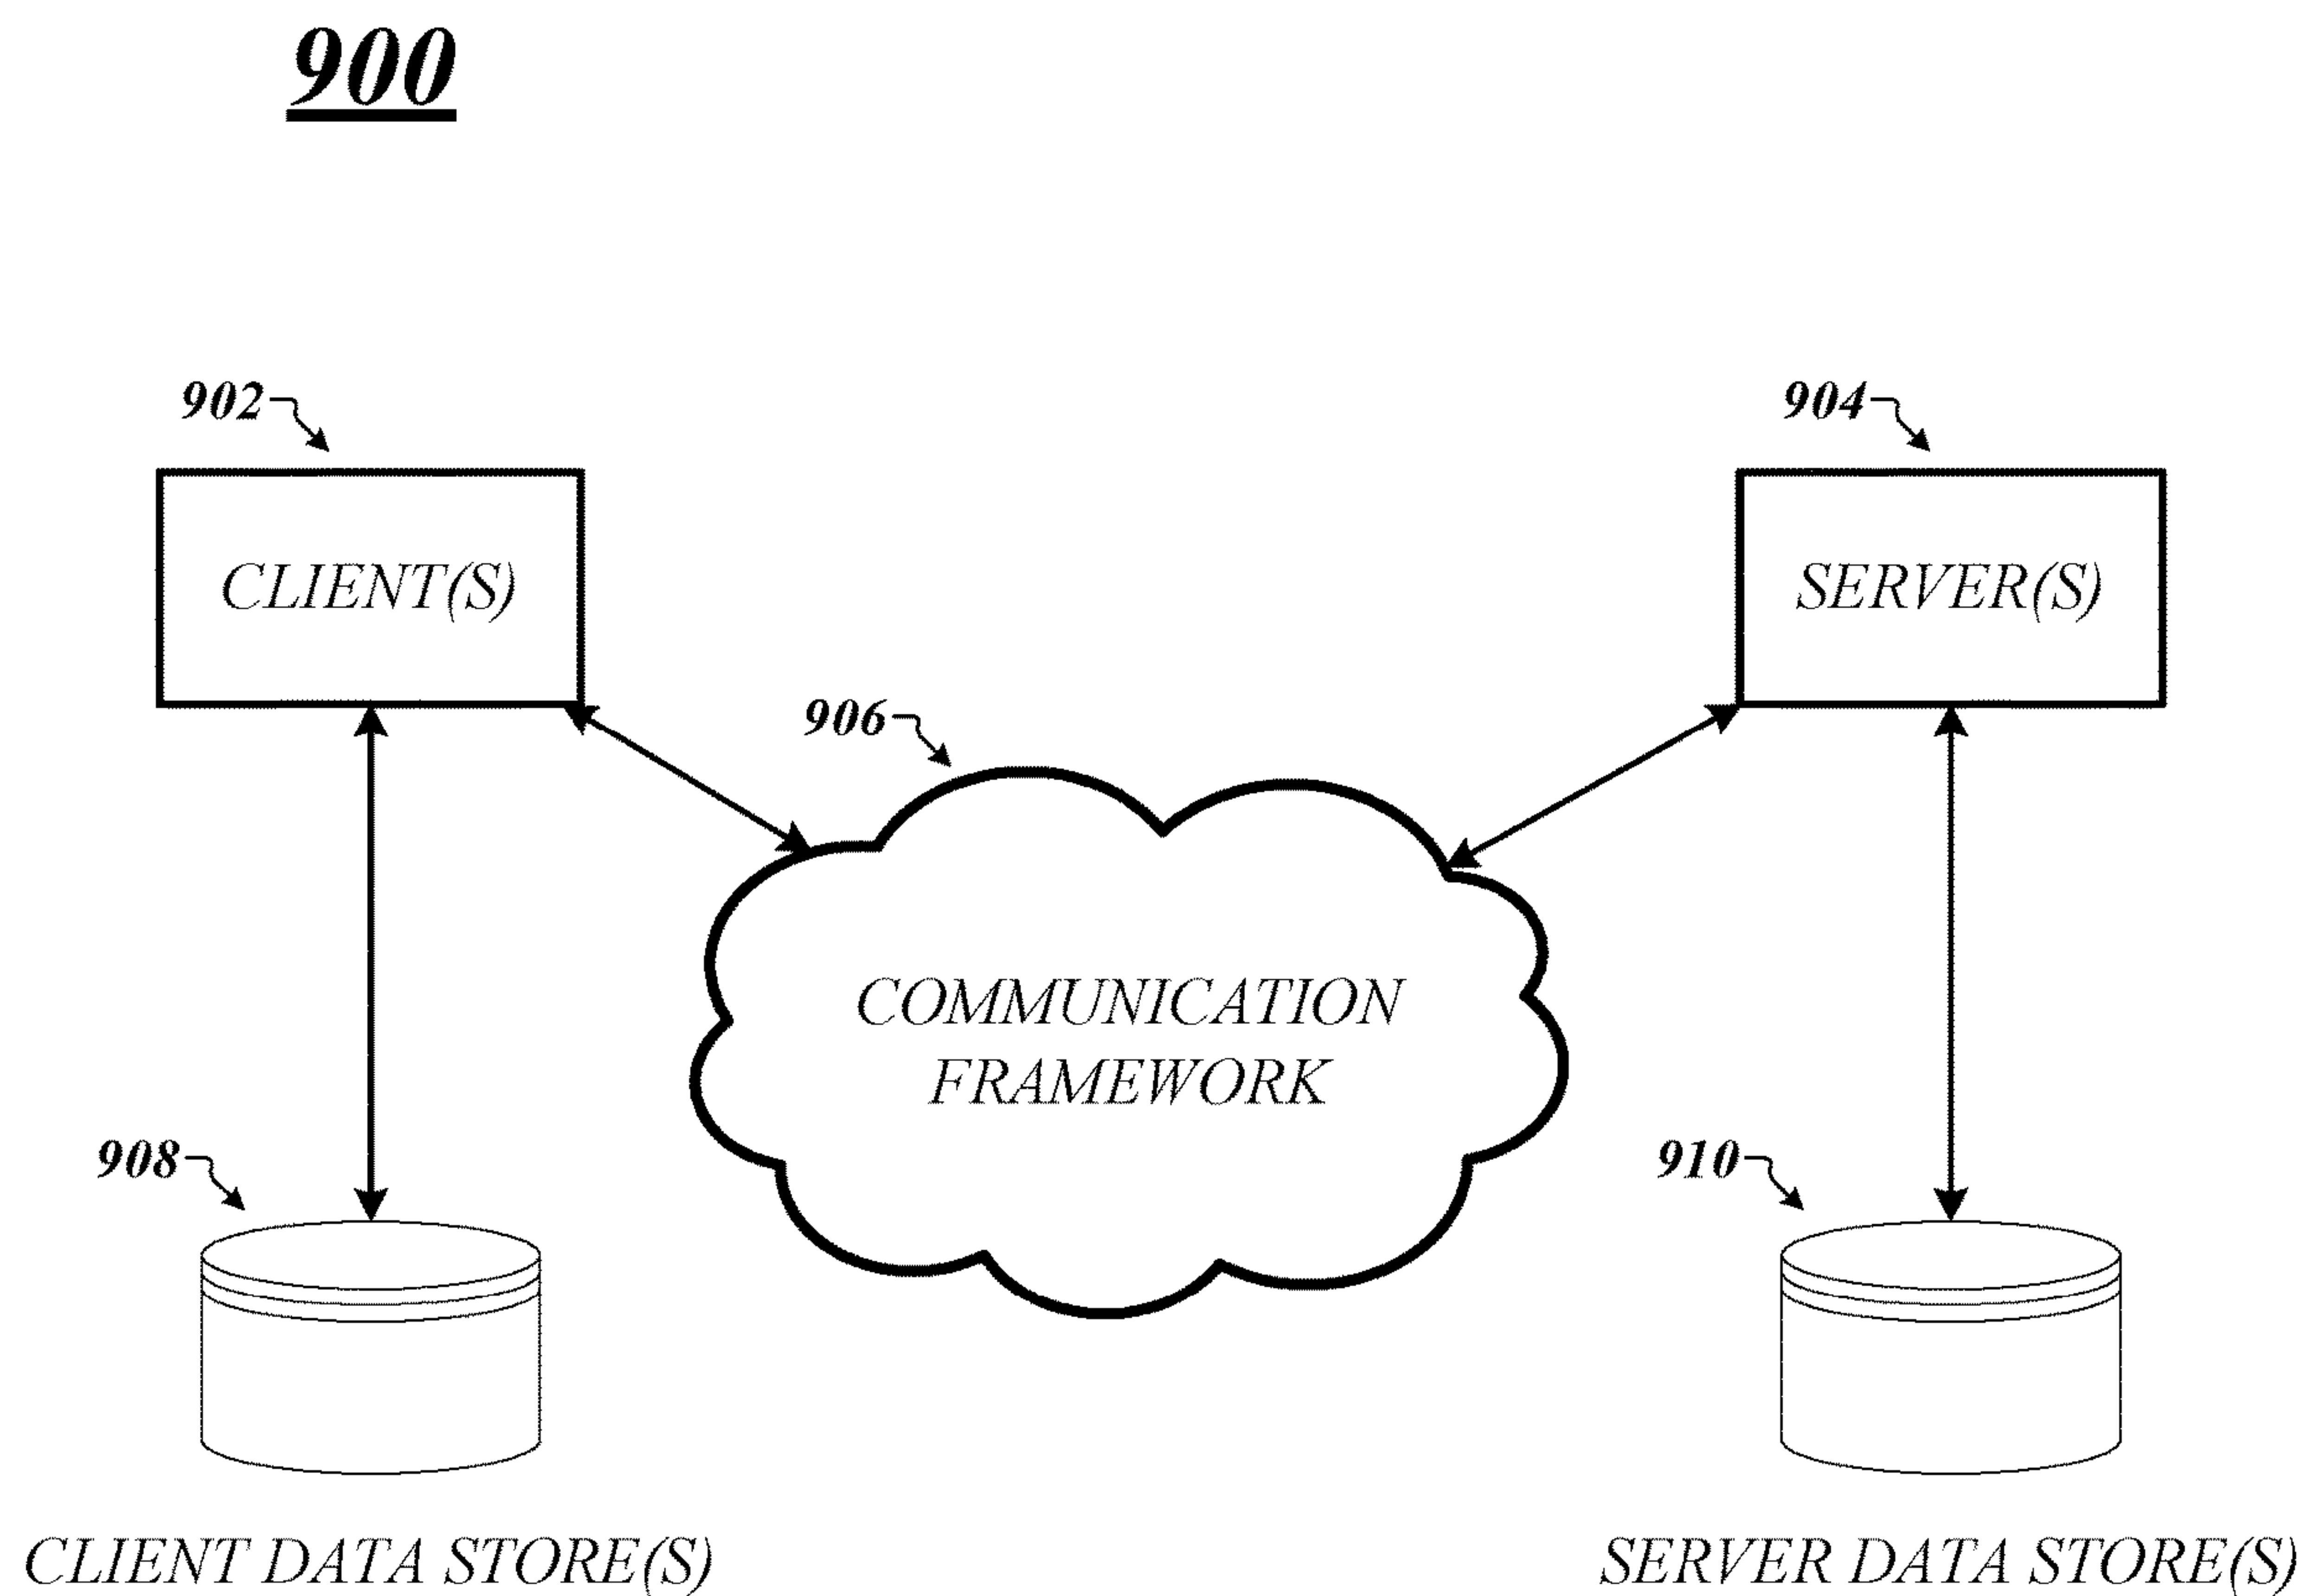 900
902
904
CLIENT(S)
SERVER(S)
906
COMMUNICATION
FRAMEWORK
908
910
CLIENT DATA STORE(S)
SERVER DATA STORE(S)